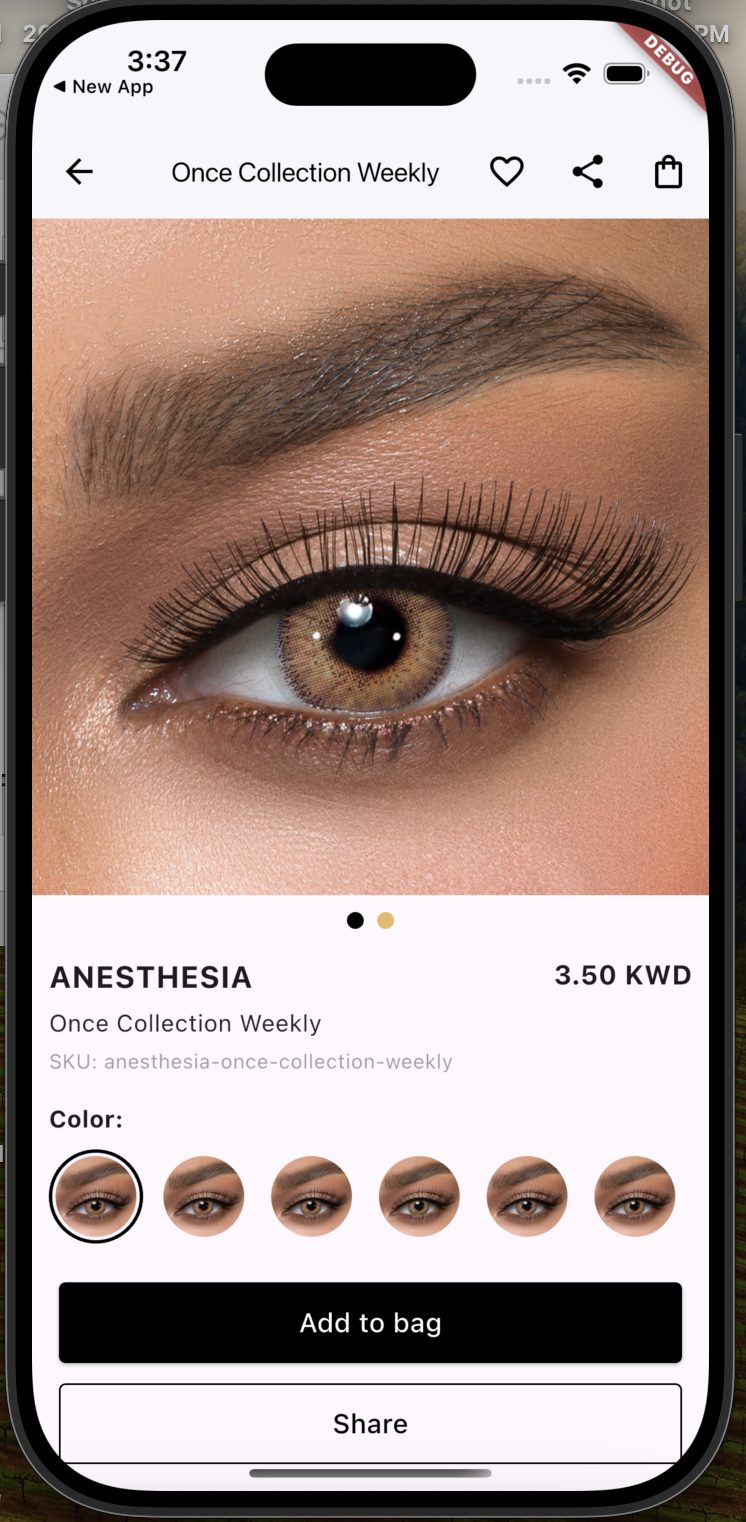 3:37
DEBUG
◀ New App
Once Collection Weekly
ANESTHESIA
3.50 KWD
Once Collection Weekly
SKU: anesthesia-once-collection-weekly
Color:
Add to bag
Share